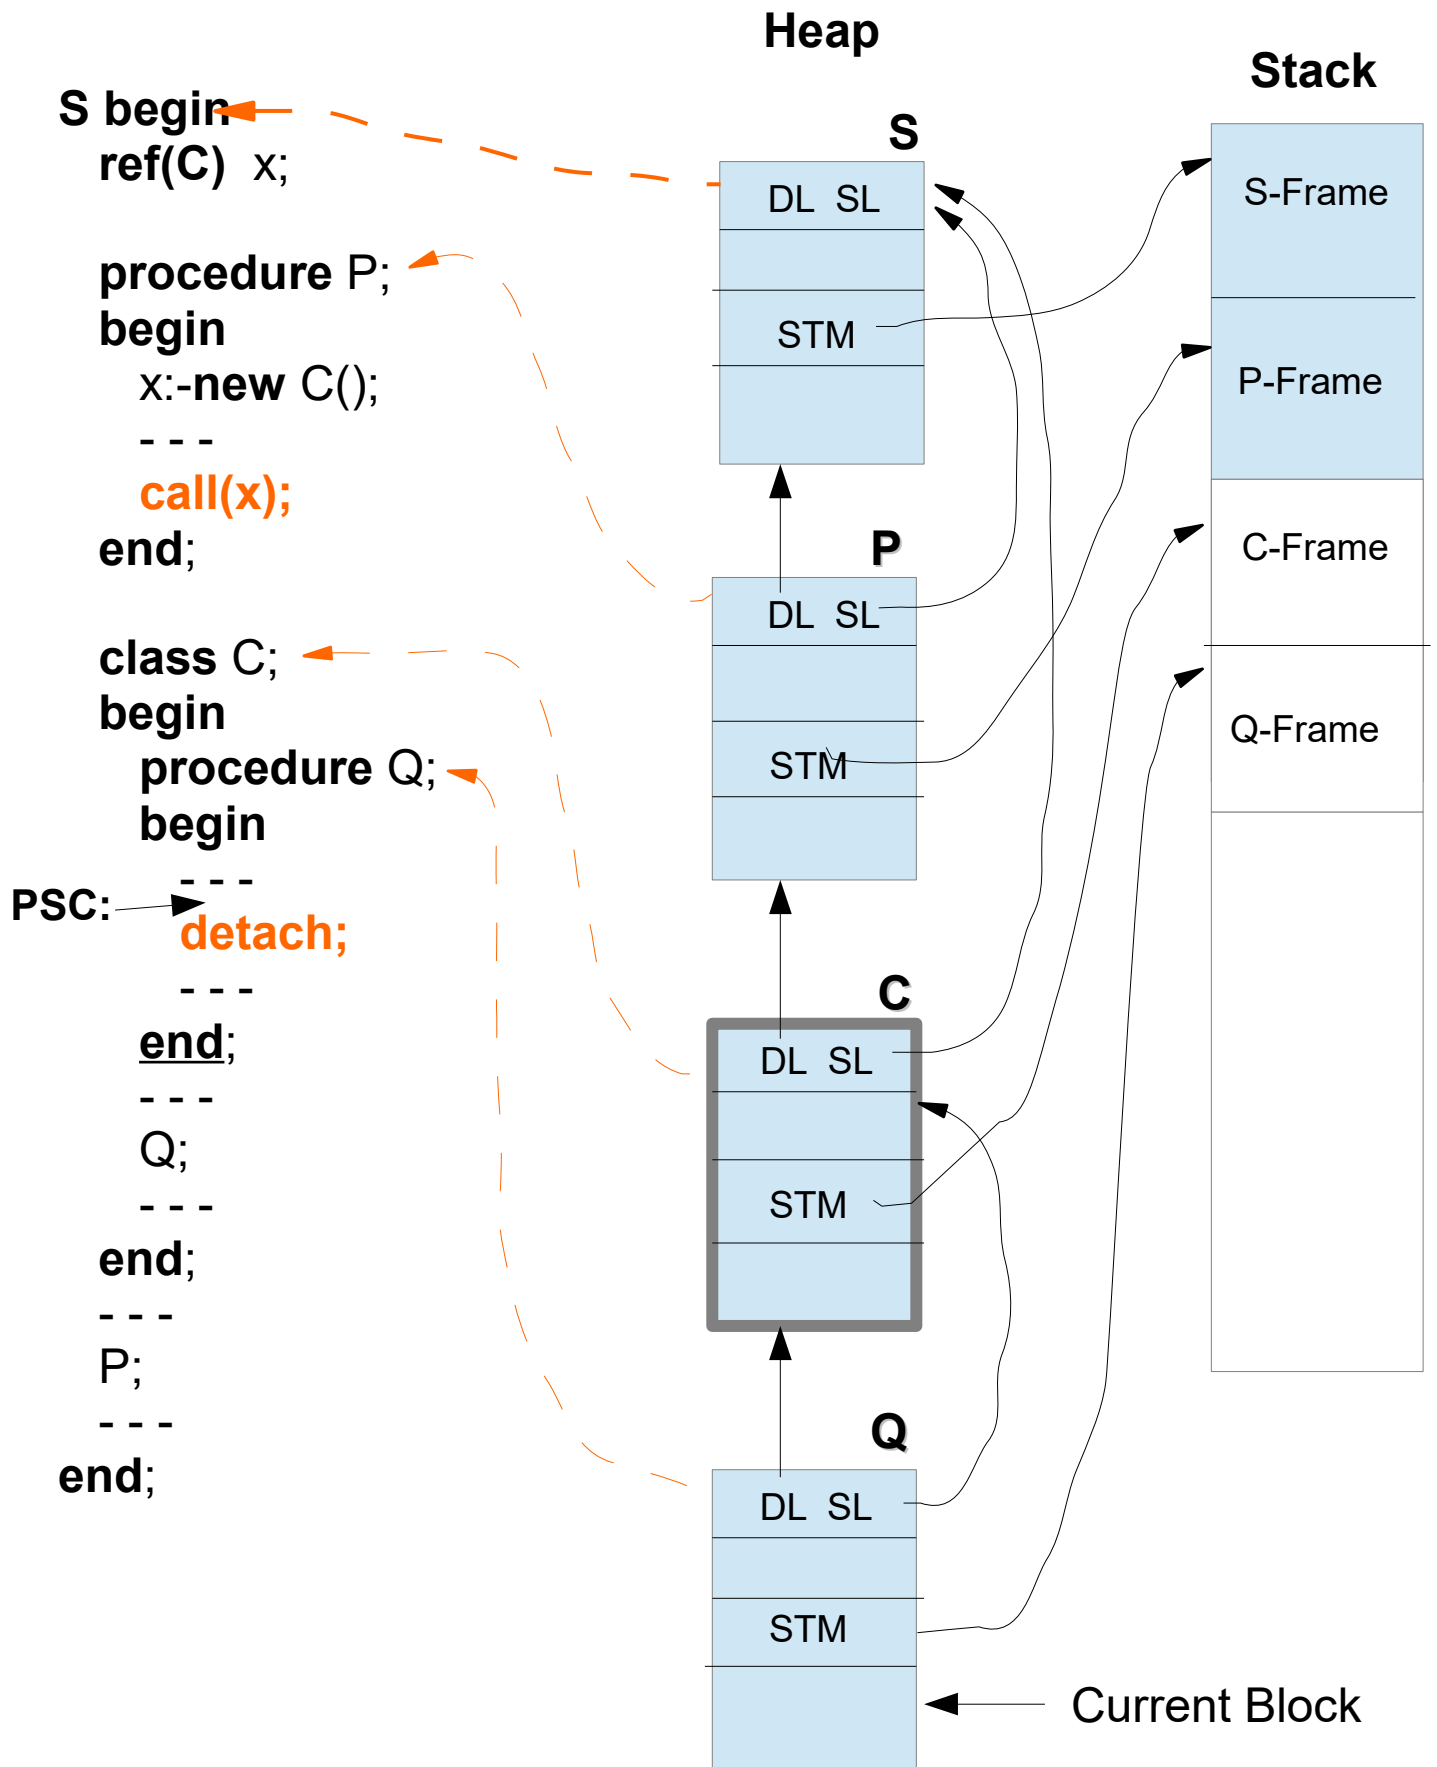 Heap
Stack
S begin
ref(C) x;
procedure P;
begin
x:-new C();
- - -
call(x);
end;
class C;
begin
procedure Q;
begin
- - -
PSC:
detach;
- - -
end;
- - -
Q;
- - -
end;
- - -
P;
- - -
end;
S
DL SL
STM
P
DL SL
STM
C
DL SL
STM
Q
DL SL
STM
Current Block
S-Frame
P-Frame
C-Frame
Q-Frame